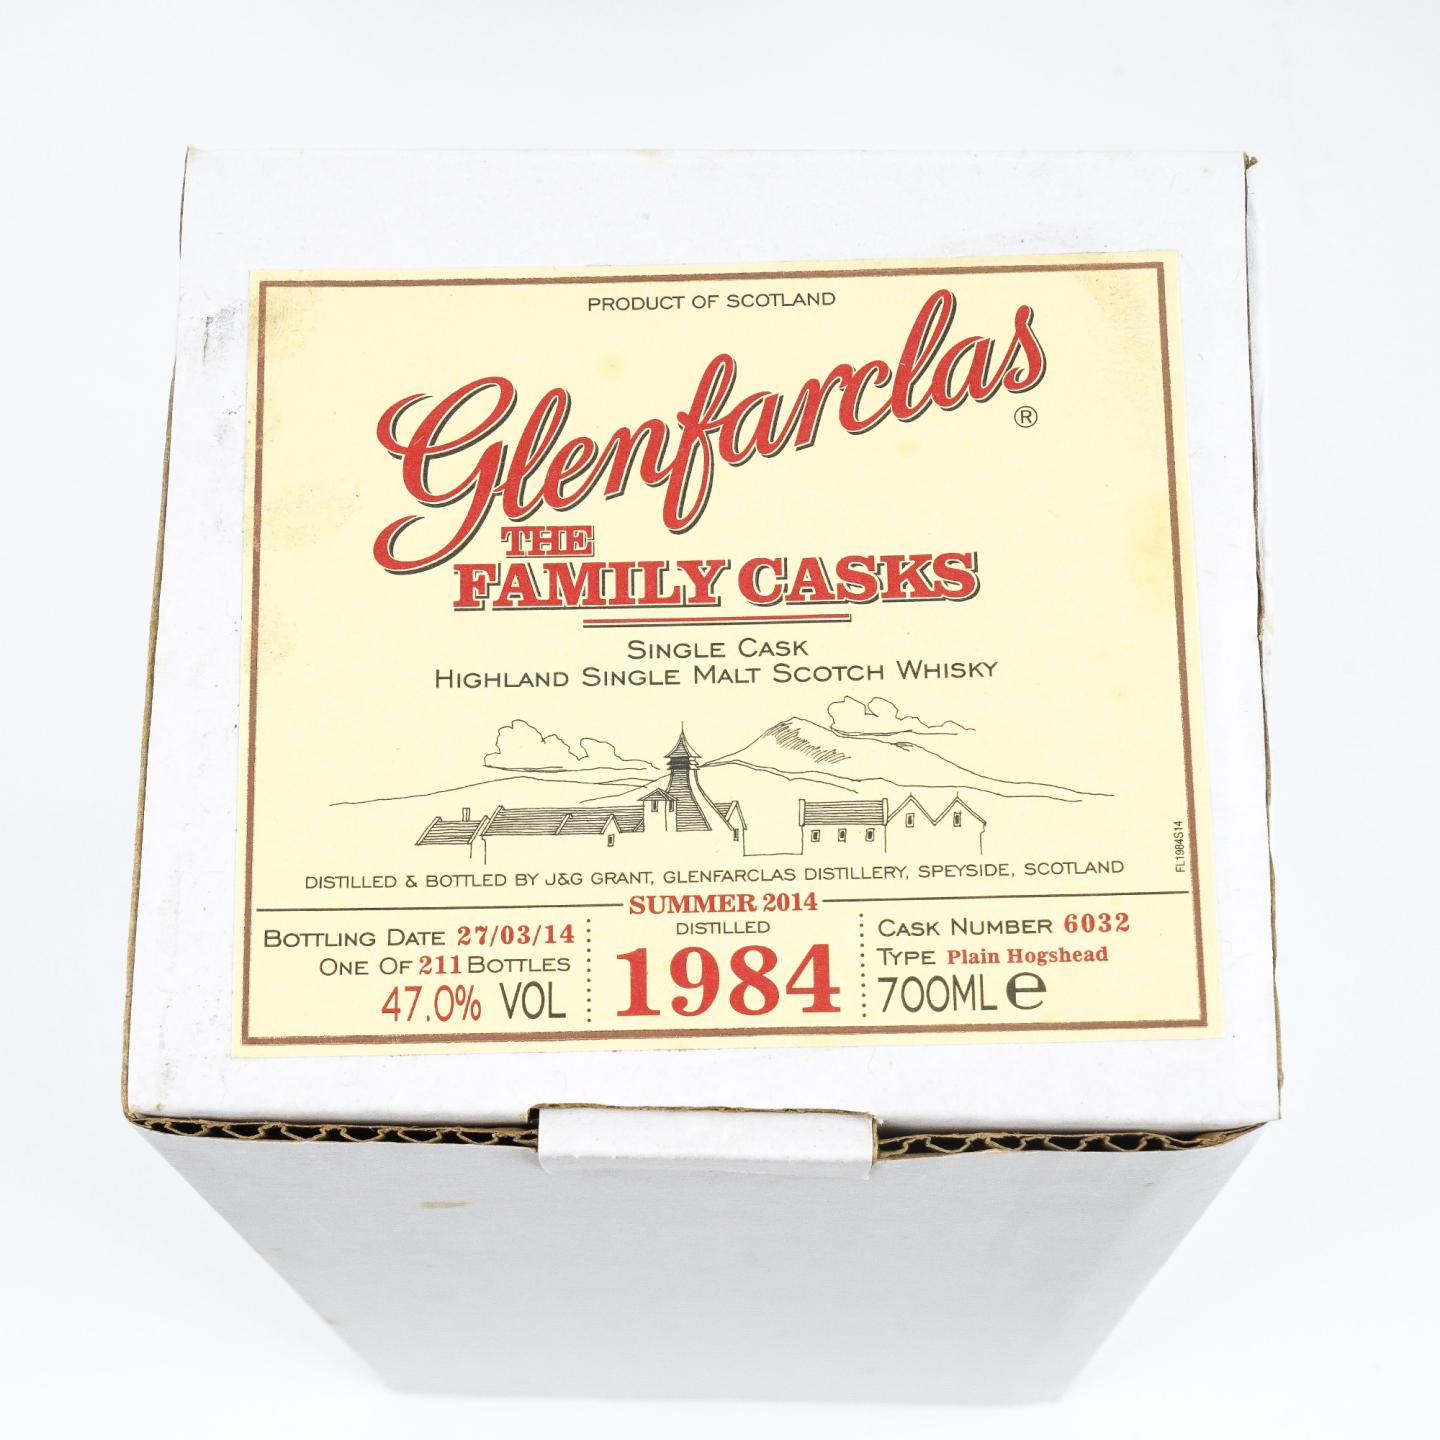 PRODUCT OF SCOTLAND
Glenfarclas
®
THE
FAMILY CASKS
SINGLE CASK
HIGHLAND SINGLE MALT SCOTCH WHISKY
FL1984S14
DISTILLED & BOTTLED BY J&G GRANT, GLENFARCLAS DISTILLERY, SPEYSIDE, SCOTLAND
SUMMER 2014
BOTTLING DATE 27/03/14
ONE OF 211 BOTTLES
47.0% VOL
DISTILLED
1984
CASK NUMBER 6032
TYPE Plain Hogshead
700ML ℮